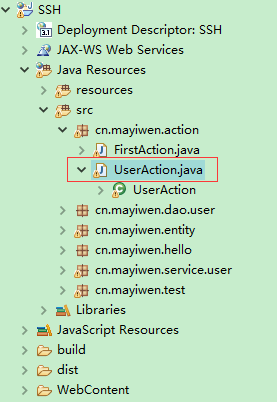 SSH
Deployment Descriptor: SSH
JAX-WS Web Services
Java Resources
resources
src
cn.mayiwen.action
FirstAction.java
UserAction.java
UserAction
cn.mayiwen.dao.user
cn.mayiwen.entity
cn.mayiwen.hello
cn.mayiwen.service.user
cn.mayiwen.test
Libraries
JavaScript Resources
build
dist
WebContent